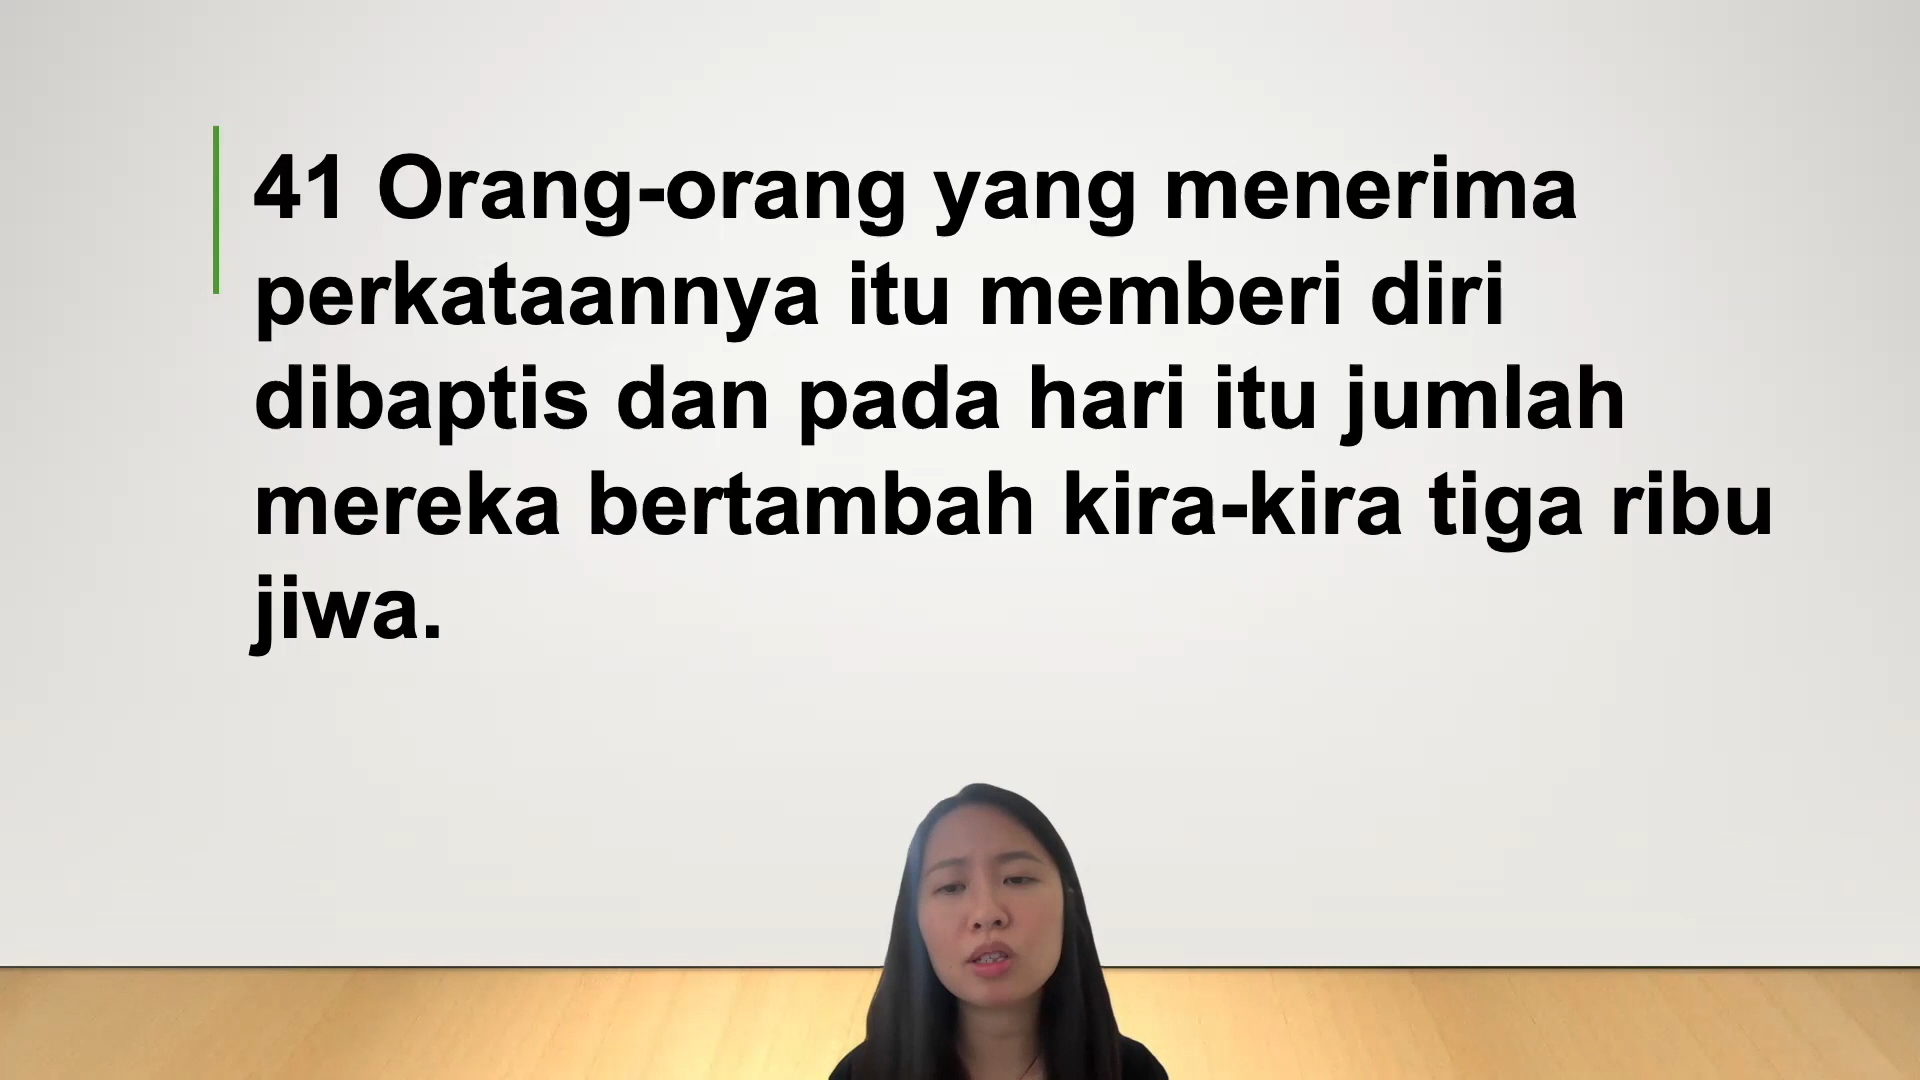 41 Orang-orang yang menerima
perkataannya itu memberi diri
dibaptis dan pada hari itu jumlah
mereka bertambah kira-kira tiga ribu
jiwa.